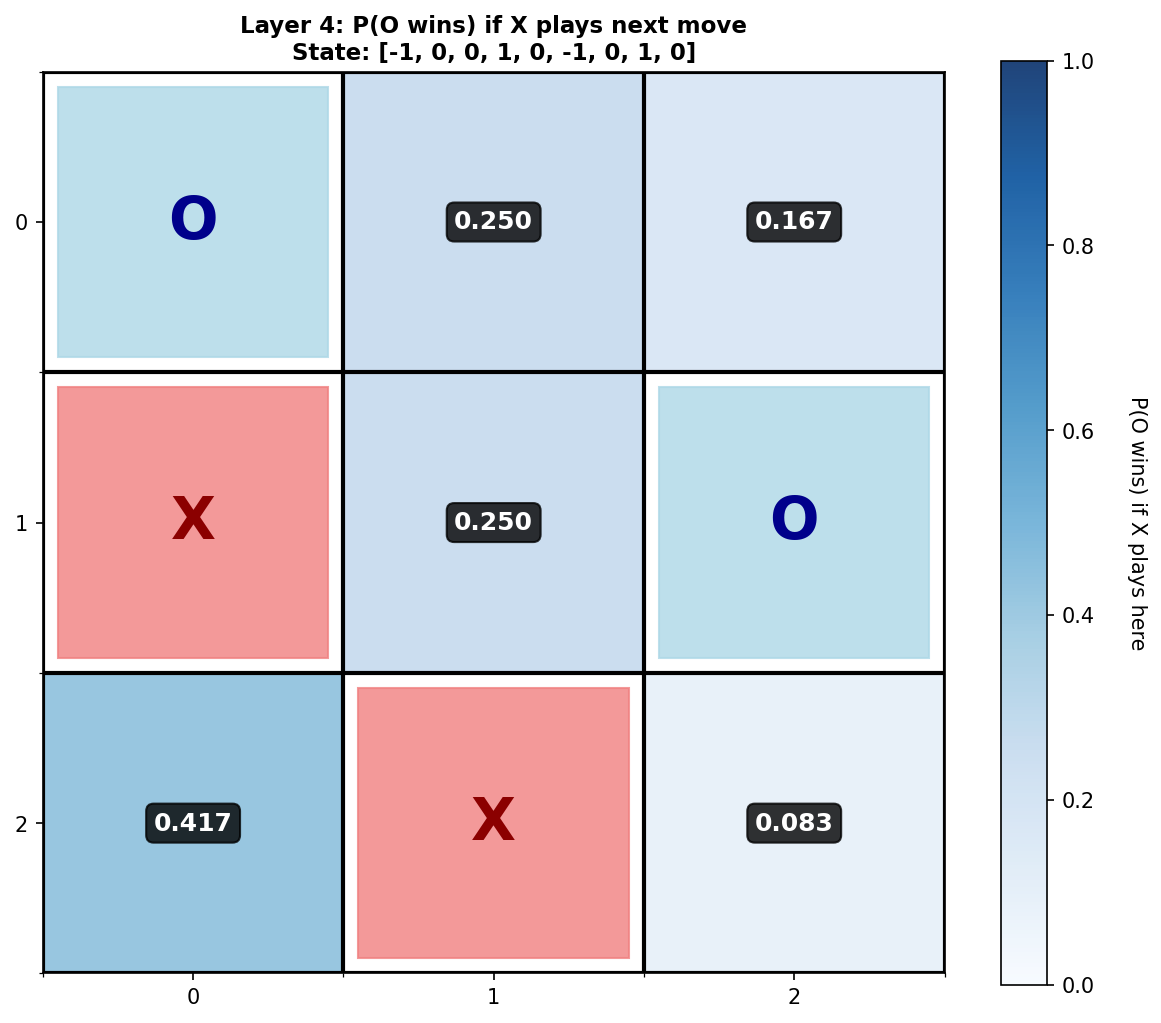 Layer 4: P(O wins) if X plays next move
State: [-1, 0, 0, 1, 0, -1, 0, 1, 0]
0
O
0.250
0.167
1
X
0.250
O
2
0.417
X
0.083
0
1
2
1.0
0.8
0.6
0.4
0.2
0.0
P(O wins) if X plays here